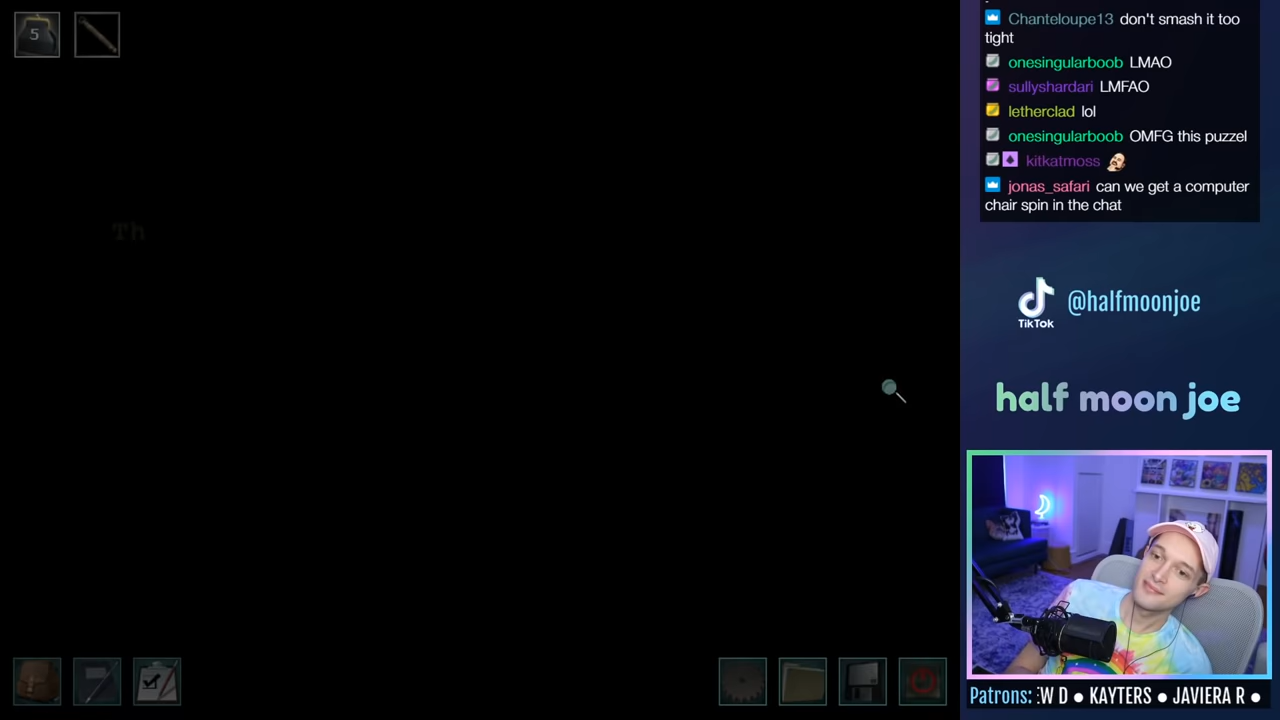 5
Chanteloupe13 don't smash it too
tight
onesingularboob LMAO
sullyshardari LMFAO
letherclad lol
onesingularboob OMFG this puzzel
kitkatmoss
jonas_safari can we get a computer
chair spin in the chat
Th
TikTok
@halfmoonjoe
half moon joe
Patrons: W D ● KAYTERS ● JAVIERA R ●